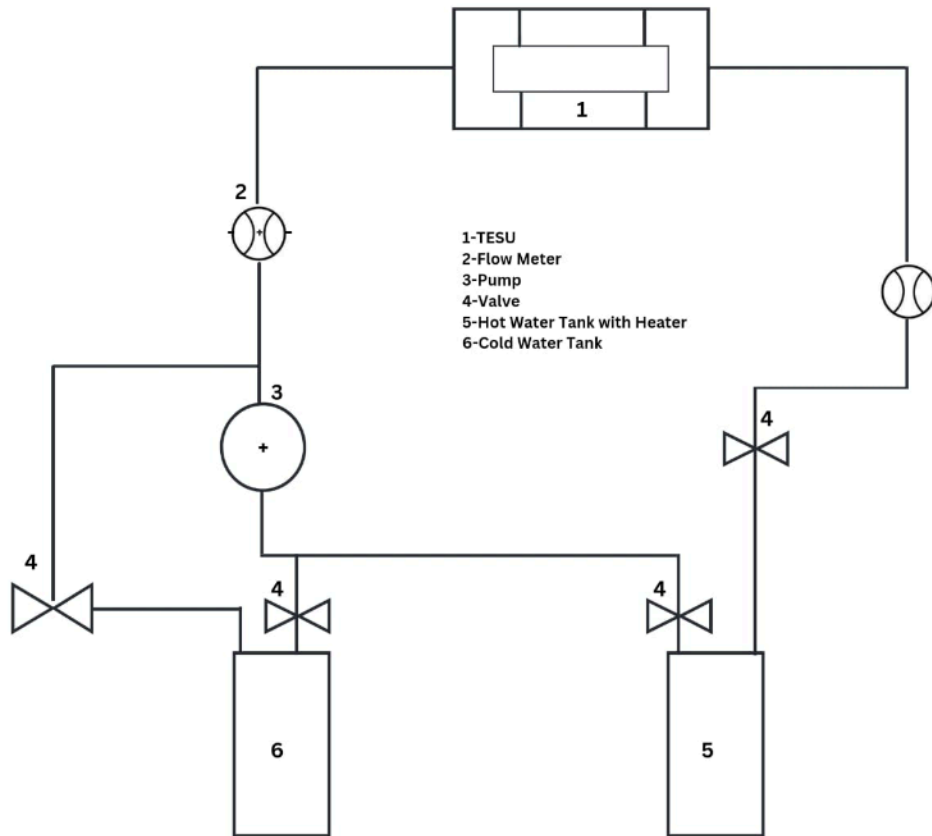 1
2
1-TESU
2-Flow Meter
3-Pump
4-Valve
5-Hot Water Tank with Heater
6-Cold Water Tank
3
4
4
4
4
6
5